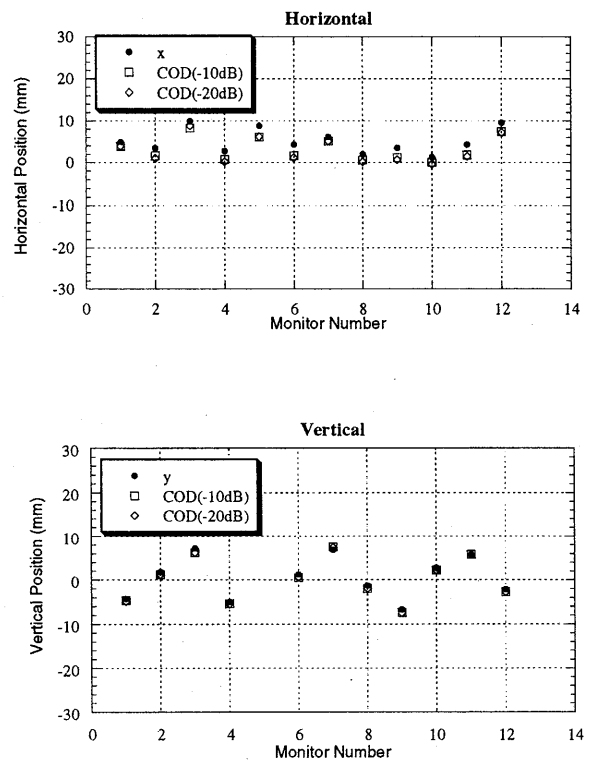 Horizontal
30
20
10
0
-10
-20
-30
Horizontal Position (mm)
x
COD(-10dB)
COD(-20dB)
0 2 4 6 8 10 12 14
Monitor Number
Vertical
30
20
10
0
-10
-20
-30
Vertical Position (mm)
y
COD(-10dB)
COD(-20dB)
0 2 4 6 8 10 12 14
Monitor Number